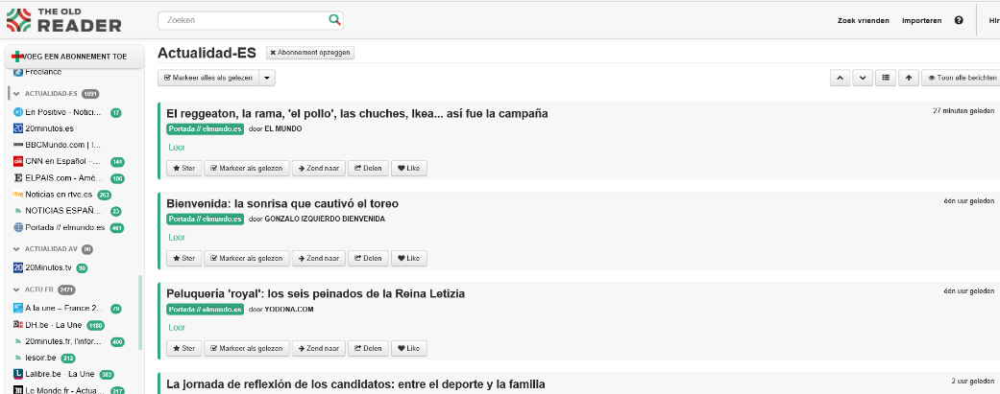 THE OLD
READER
Zoeken
Zoek vrienden
Importeren
VOEG EEN ABONNEMENT TOE
Freelance
ACTUALIDAD-ES 1091
En Positivo - Notici... 17
20minutos.es
BBCMundo.com | I...
CNN en Español –... 141
ELPAIS.com - Amé... 186
Noticias en rtve.es 263
NOTICIAS ESPAÑ... 23
Portada // elmundo.es 461
ACTUALIDAD AV 90
20Minutos.tv 90
ACTU.FR 2471
A la une – France 2... 79
DH.be - La Une 1180
20minutes.fr, l'infor... 400
lesoir.be 212
Lalibre.be - La Une 383
Le Monde.fr - Actua... 217
Actualidad-ES Abonnement opzeggen
Markeer alles als gelezen
Toon alle berichten
El reggeaton, la rama, 'el pollo', las chuches, Ikea... así fue la campaña
27 minuten geleden
Portada // elmundo.es door EL MUNDO
Leer
Ster Markeer als gelezen Zend naar Delen Like
Bienvenida: la sonrisa que cautivó el toreo
één uur geleden
Portada // elmundo.es door GONZALO IZQUIERDO BIENVENIDA
Leer
Ster Markeer als gelezen Zend naar Delen Like
Peluquería 'royal': los seis peinados de la Reina Letizia
één uur geleden
Portada // elmundo.es door YODONA.COM
Leer
Ster Markeer als gelezen Zend naar Delen Like
La jornada de reflexión de los candidatos: entre el deporte y la familia
2 uur geleden